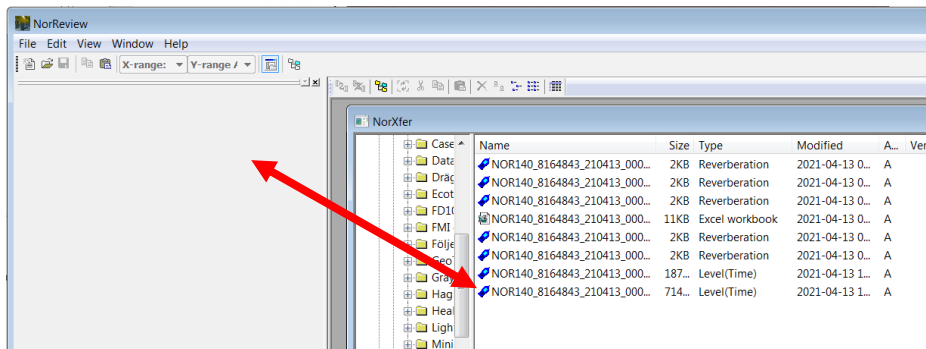 NorReview
File Edit View Window Help
X-range: Y-range /
NorXfer
Case
Data
Dräg
Ecot
FD10
FMI
Följe
GeoT
Gray
Hag
Heal
Ligh
Mini
Name Size Type Modified A... Ver
NOR140_8164843_210413_000... 2KB Reverberation 2021-04-13 0... A
NOR140_8164843_210413_000... 2KB Reverberation 2021-04-13 0... A
NOR140_8164843_210413_000... 2KB Reverberation 2021-04-13 0... A
NOR140_8164843_210413_000... 11KB Excel workbook 2021-04-13 0... A
NOR140_8164843_210413_000... 2KB Reverberation 2021-04-13 0... A
NOR140_8164843_210413_000... 2KB Reverberation 2021-04-13 0... A
NOR140_8164843_210413_000... 187... Level(Time) 2021-04-13 1... A
NOR140_8164843_210413_000... 714... Level(Time) 2021-04-13 1... A